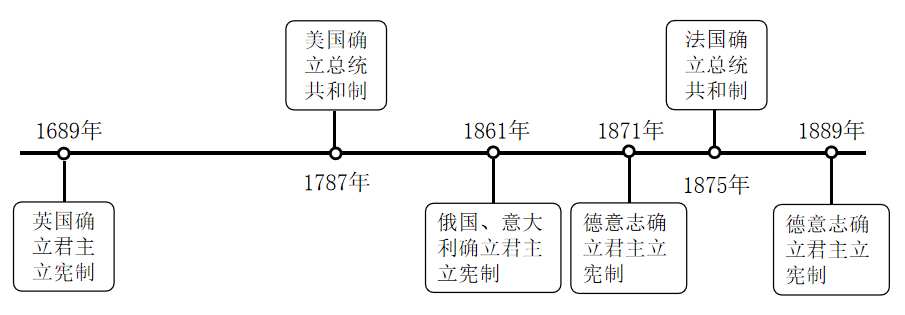 美国确
立总统
共和制
法国确
立总统
共和制
1689年
1861年
1871年
1889年
1787年
1875年
英国确
立君主
立宪制
俄国、意大
利确立君主
立宪制
德意志确
立君主立
宪制
德意志确
立君主立
宪制